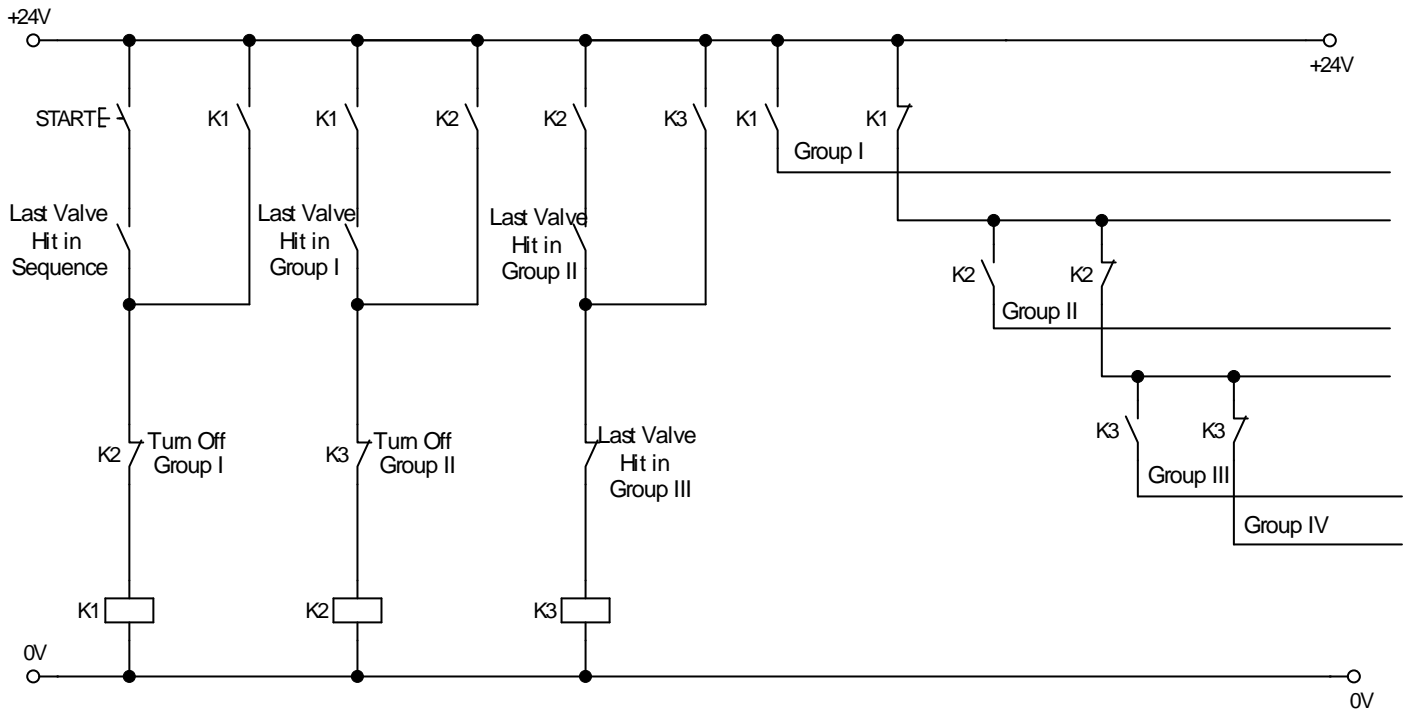 +24V
+24V
START
K1
K1
K2
K2
K3
K1
K1
Group I
Last Valve
Hit in
Sequence
Last Valve
Hit in
Group I
Last Valve
Hit in
Group II
K2
K2
Group II
K2
Turn Off
Group I
K3
Turn Off
Group II
Last Valve
Hit in
Group III
K3
K3
Group III
Group IV
K1
K2
K3
0V
0V